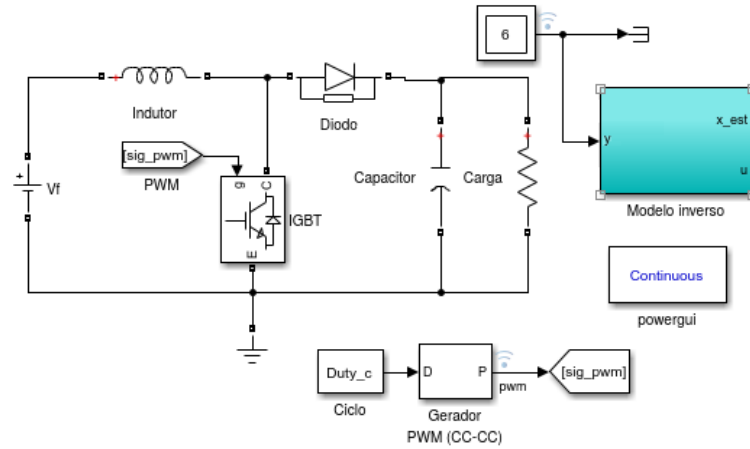 6
Indutor
Diodo
x_est
y
u
[sig_pwm]
PWM
g
C
E
IGBT
+
Vf
Capacitor
Carga
Modelo inverso
Continuous
powergui
Duty_c
Ciclo
D
P
Gerador
PWM (CC-CC)
pwm
[sig_pwm]